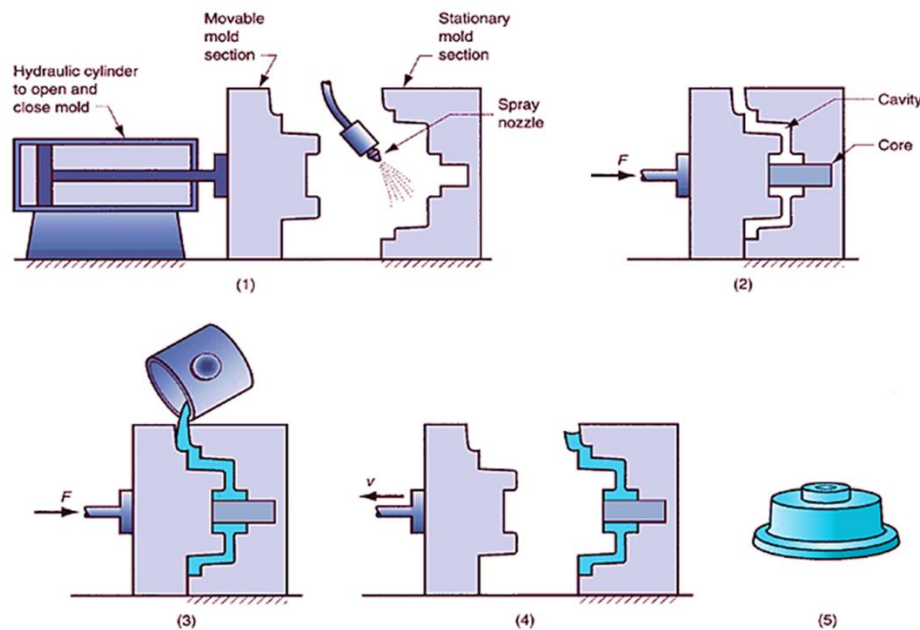 Movable
mold
section
Stationary
mold
section
Hydraulic cylinder
to open and
close mold
Spray
nozzle
(1)
F
Cavity
Core
(2)
F
(3)
v
(4)
(5)